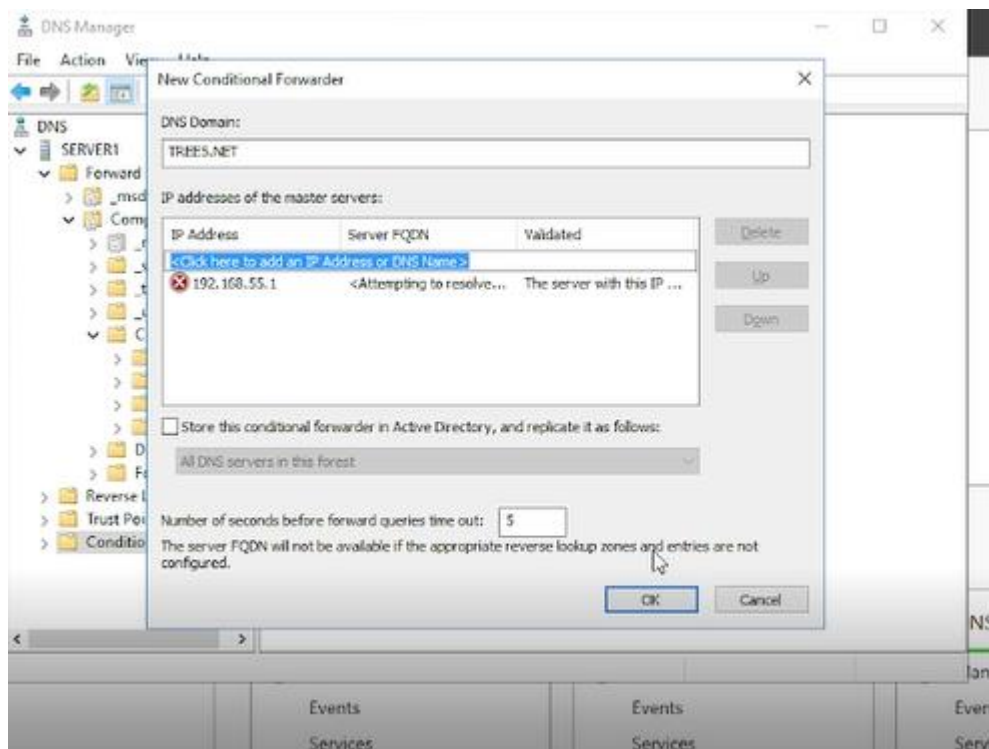 DNS Manager
File Action View Help
New Conditional Forwarder
DNS Domain:
TREES.NET
IP addresses of the master servers:
IP Address Server FQDN Validated
<Click here to add an IP Address or DNS Name>
192.168.55.1 <Attempting to resolve... The server with this IP ...
Delete
Up
Down
Store this conditional forwarder in Active Directory, and replicate it as follows:
All DNS servers in this forest
Number of seconds before forward queries time out: 5
The server FQDN will not be available if the appropriate reverse lookup zones and entries are not
configured.
OK Cancel
DNS
SERVER1
Forward
_msd
Comp
Reverse L
Trust Poi
Conditio
Events Events
Services Services